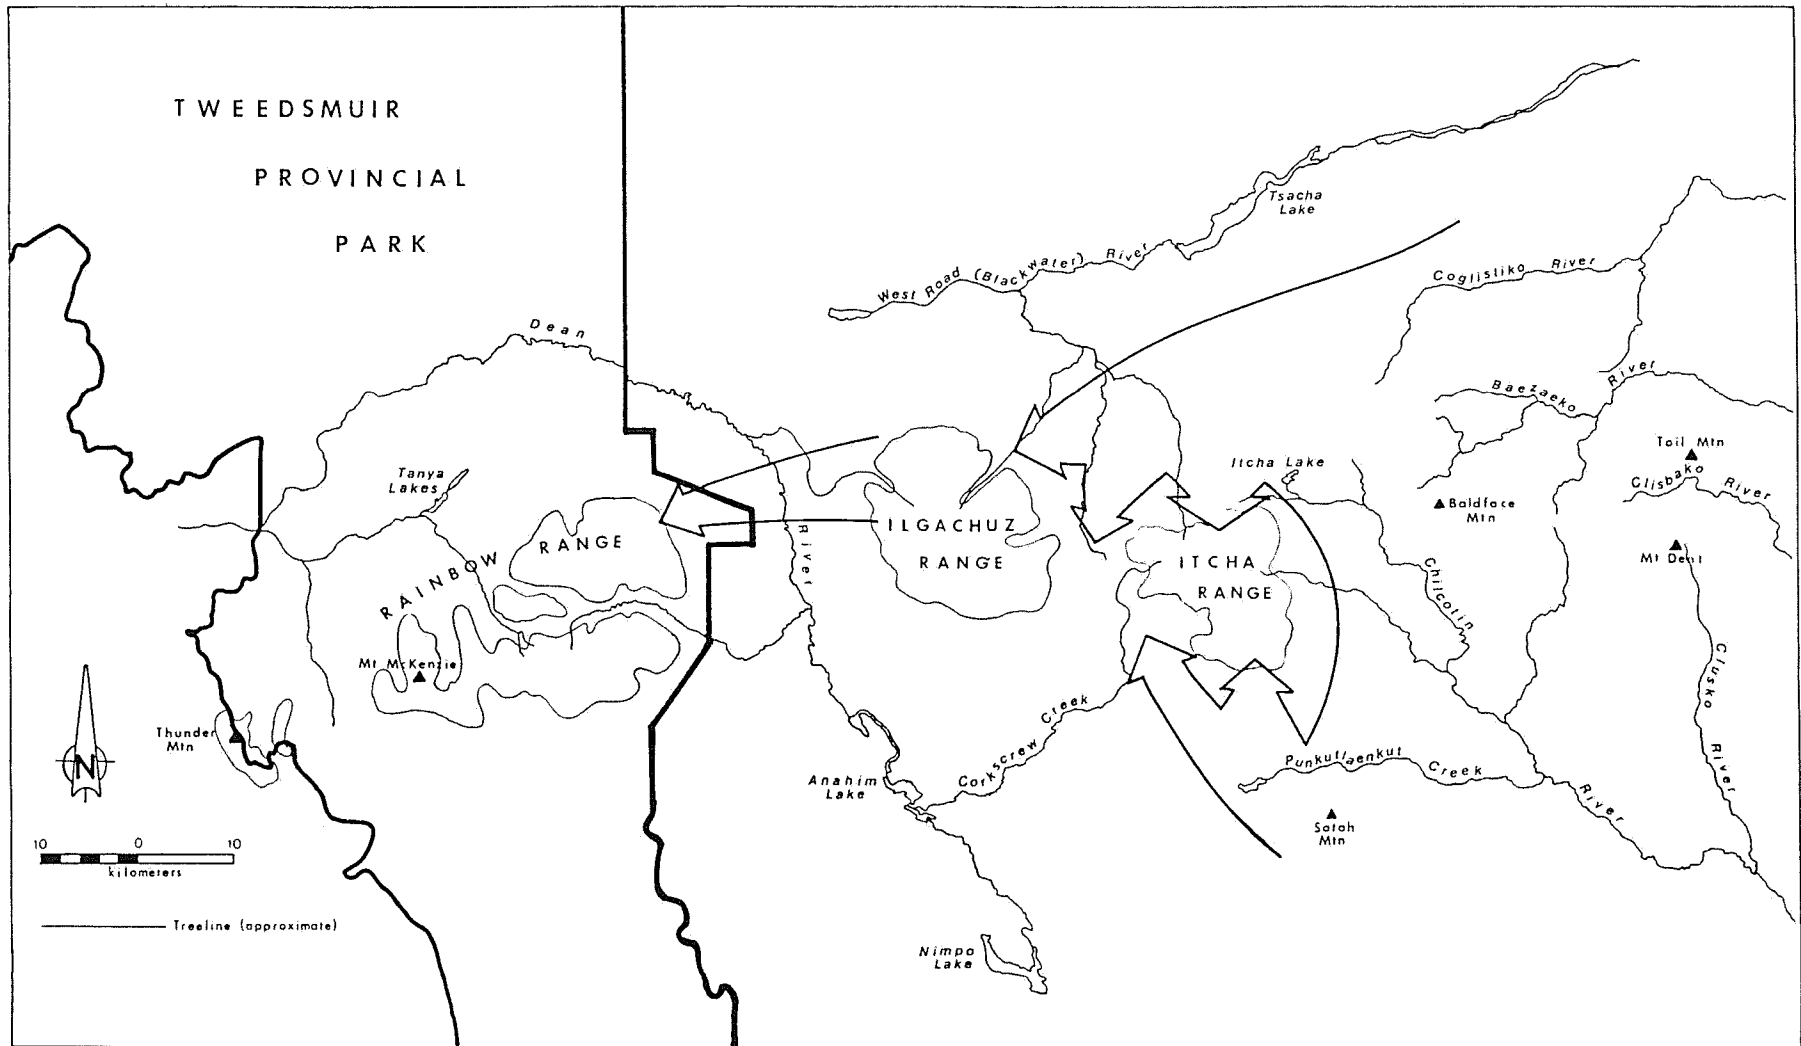 TWEEDSMUIR
PROVINCIAL
PARK
Tsacha
Lake
West Road (Blackwater) River
Coglistiko River
Dean
River
Baezaeko
River
Toil Mtn
Clisbako
River
Tanya
Lakes
Itcha Lake
Baldface
Mtn
ILGACHUZ
RANGE
RAINBOW
RANGE
ITCHA
RANGE
Mt Dent
Chilcotin
River
Mt McKenzie
Thunder
Mtn
Clusko
River
Anahim
Lake
Corkscrew
Creek
Punkutlaenkut
Creek
Satah
Mtn
N
10 0 10
kilometers
Treeline (approximate)
Nimpo
Lake